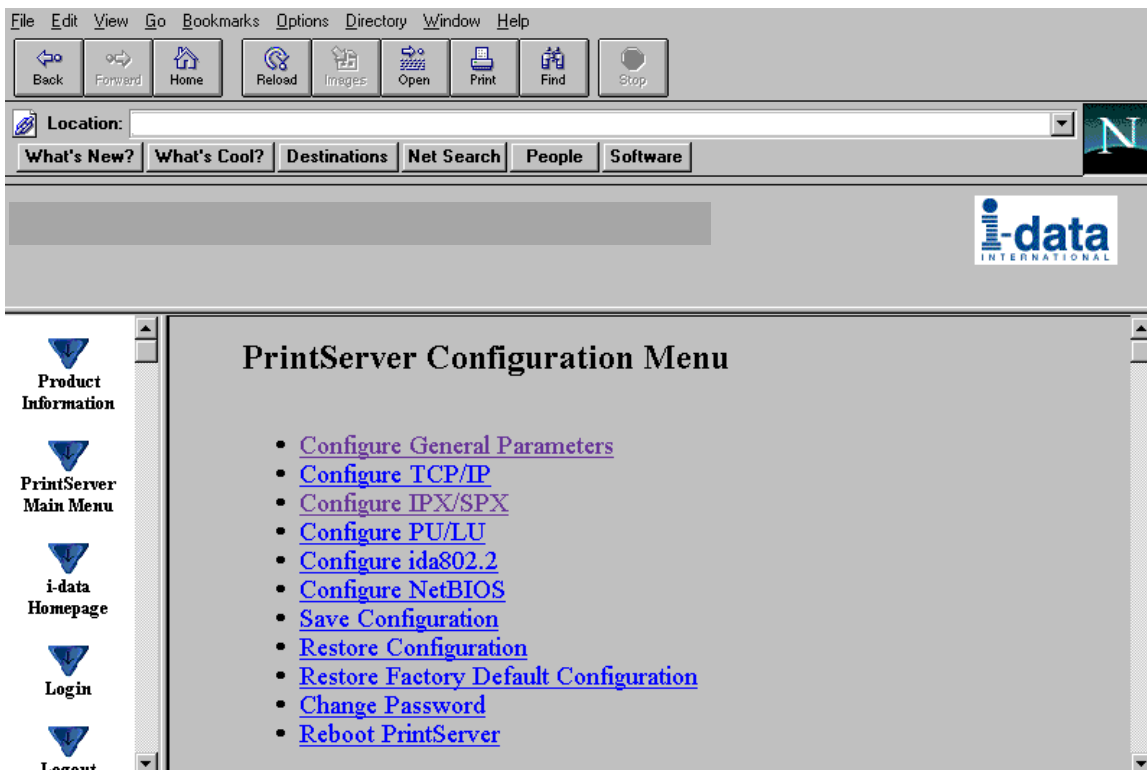 File Edit View Go Bookmarks Options Directory Window Help
Back Forward Home Reload Images Open Print Find Stop
Location:
N
What's New? What's Cool? Destinations Net Search People Software
i-data
INTERNATIONAL
Product
Information
PrintServer
Main Menu
i-data
Homepage
Login
Logout
PrintServer Configuration Menu
• Configure General Parameters
• Configure TCP/IP
• Configure IPX/SPX
• Configure PU/LU
• Configure ida802.2
• Configure NetBIOS
• Save Configuration
• Restore Configuration
• Restore Factory Default Configuration
• Change Password
• Reboot PrintServer